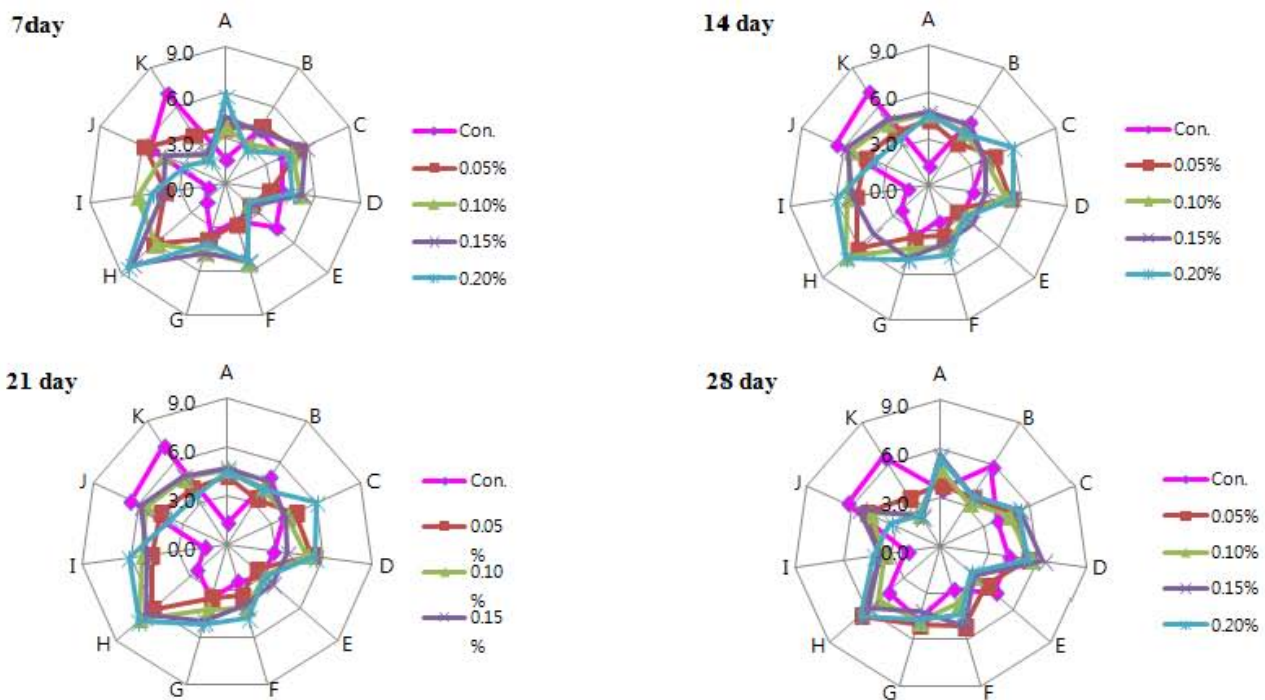 7day
A
B
C
D
E
F
G
H
I
J
K
9.0
6.0
3.0
0.0
Con.
0.05%
0.10%
0.15%
0.20%
14 day
A
B
C
D
E
F
G
H
I
J
K
9.0
6.0
3.0
0.0
Con.
0.05%
0.10%
0.15%
0.20%
21 day
A
B
C
D
E
F
G
H
I
J
K
9.0
6.0
3.0
0.0
Con.
0.05
%
0.10
%
0.15
%
28 day
A
B
C
D
E
F
G
H
I
J
K
9.0
6.0
3.0
0.0
Con.
0.05%
0.10%
0.15%
0.20%